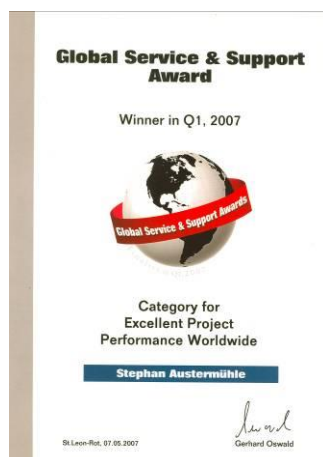 Global Service & Support
Award
Winner in Q1, 2007
Global Service & Support Awards
Category for
Excellent Project
Performance Worldwide
Stephan Austermühle
St.Leon-Rot, 07.05.2007
Gerhard Oswald